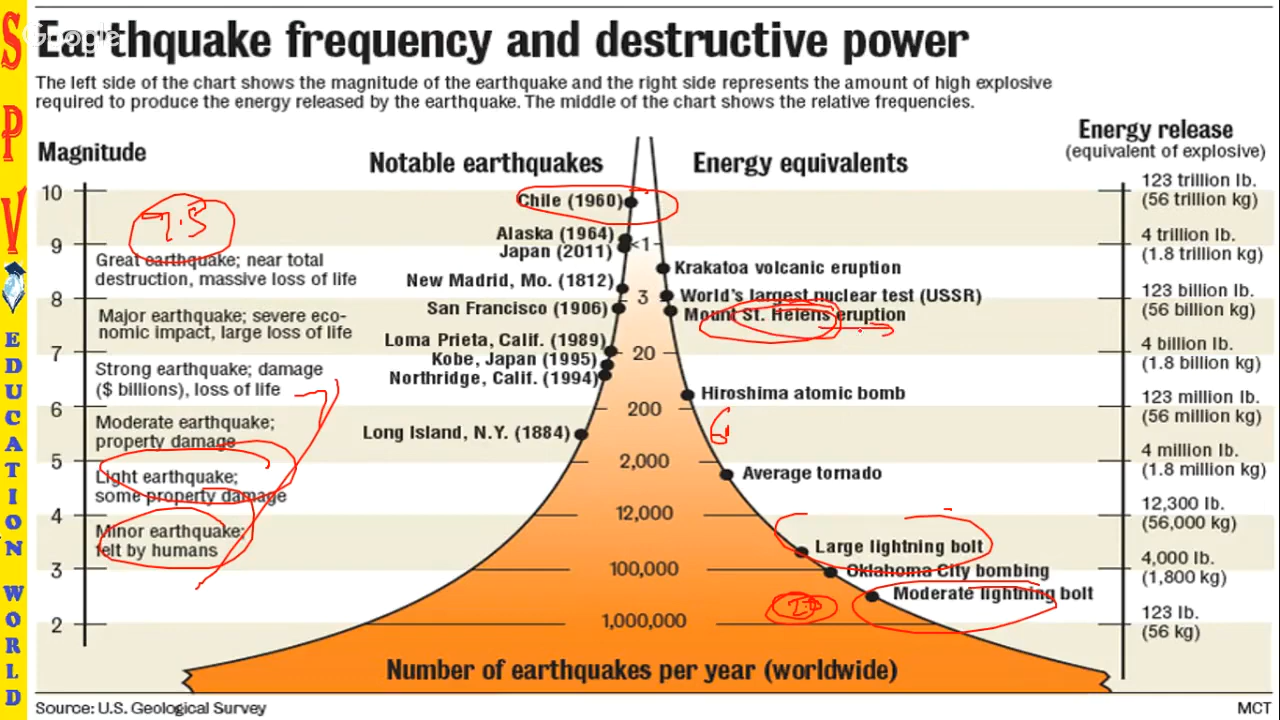 S
P
V
EDUCATION
WORLD
Google
Earthquake frequency and destructive power
The left side of the chart shows the magnitude of the earthquake and the right side represents the amount of high explosive
required to produce the energy released by the earthquake. The middle of the chart shows the relative frequencies.
Magnitude
Notable earthquakes
Energy equivalents
Energy release
(equivalent of explosive)
10
9
8
7
6
5
4
3
2
7.5
Great earthquake; near total
destruction, massive loss of life
Major earthquake; severe eco-
nomic impact, large loss of life
Strong earthquake; damage
($ billions), loss of life
Moderate earthquake;
property damage
Light earthquake;
some property damage
Minor earthquake;
felt by humans
Chile (1960)
Alaska (1964)
Japan (2011)
New Madrid, Mo. (1812)
San Francisco (1906)
Loma Prieta, Calif. (1989)
Kobe, Japan (1995)
Northridge, Calif. (1994)
Long Island, N.Y. (1884)
<1
3
20
200
2,000
12,000
100,000
1,000,000
Number of earthquakes per year (worldwide)
Krakatoa volcanic eruption
World's largest nuclear test (USSR)
Mount St. Helens eruption
Hiroshima atomic bomb
Average tornado
Large lightning bolt
Oklahoma City bombing
Moderate lightning bolt
123 trillion lb.
(56 trillion kg)
4 trillion lb.
(1.8 trillion kg)
123 billion lb.
(56 billion kg)
4 billion lb.
(1.8 billion kg)
123 million lb.
(56 million kg)
4 million lb.
(1.8 million kg)
12,300 lb.
(56,000 kg)
4,000 lb.
(1,800 kg)
123 lb.
(56 kg)
Source: U.S. Geological Survey
MCT